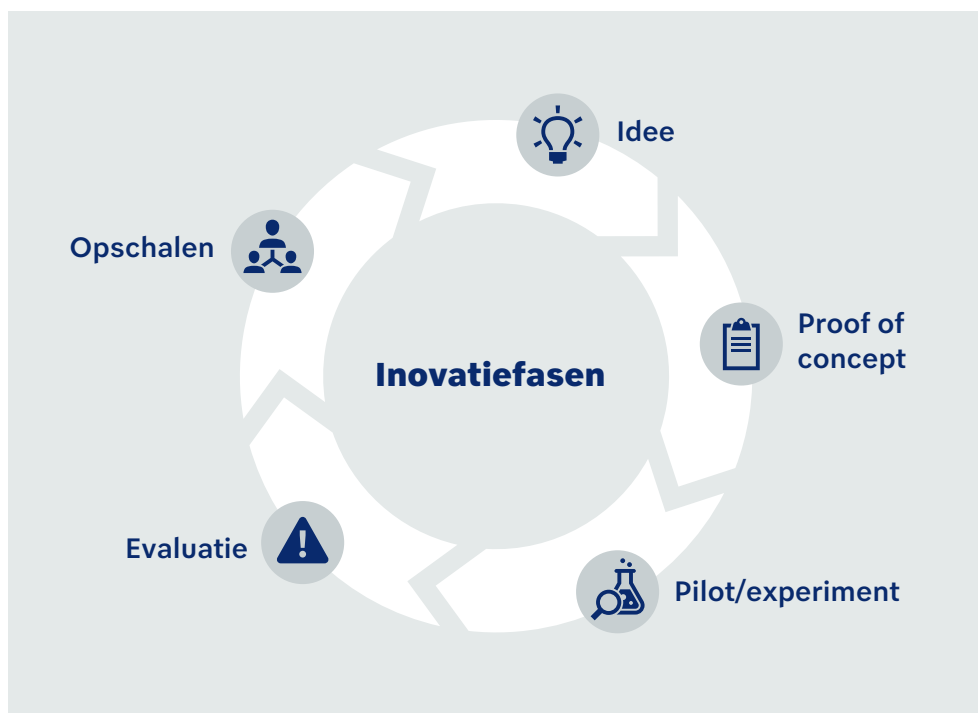 Idee
Opschalen
Proof of
concept
Inovatiefasen
Evaluatie
Pilot/experiment